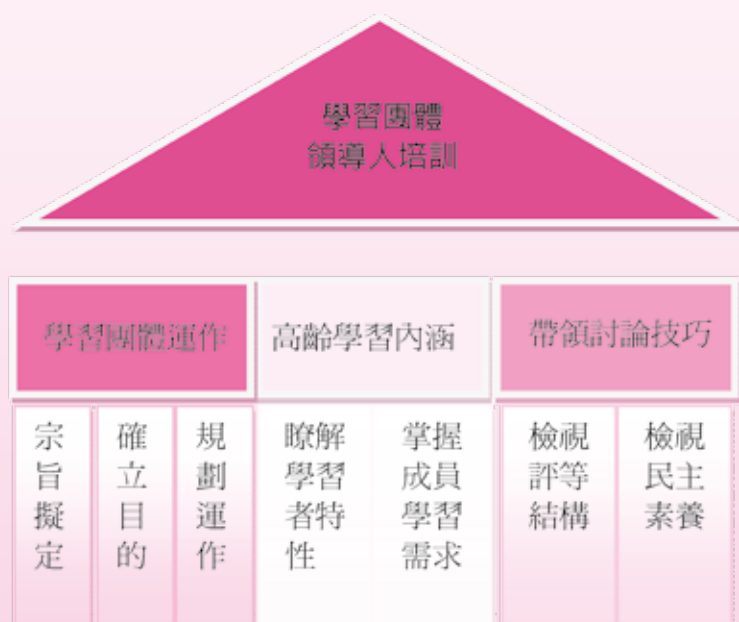 學習團體
領導人培訓
學習團體運作
高齡學習內涵
帶領討論技巧
宗旨擬定
確立目的
規劃運作
瞭解
學習
者特
性
掌握
成員
學習
需求
檢視
評等
結構
檢視
民主
素養